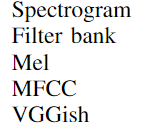 Spectrogram
Filter bank
Mel
MFCC
VGGish